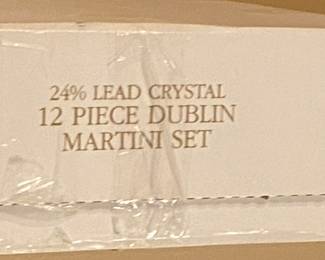 24% LEAD CRYSTAL
12 PIECE DUBLIN
MARTINI SET